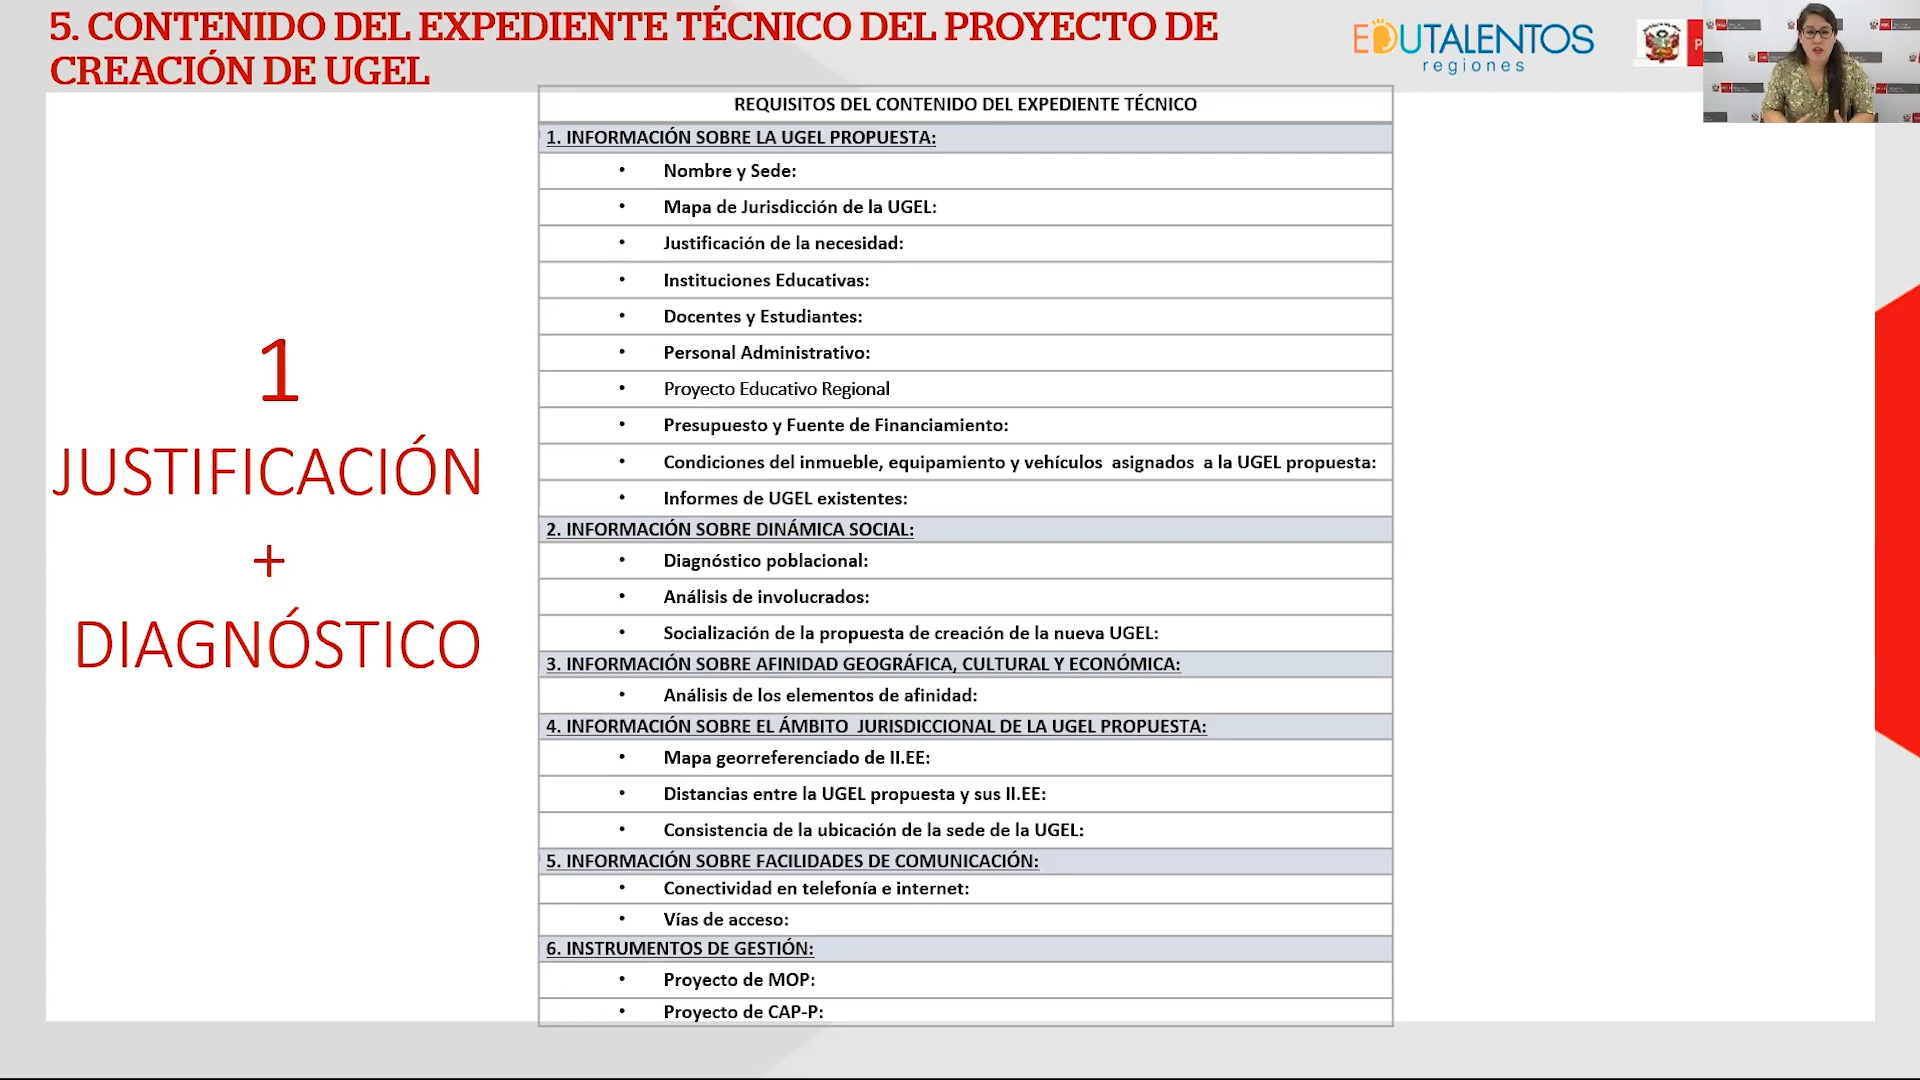 5. CONTENIDO DEL EXPEDIENTE TÉCNICO DEL PROYECTO DE
CREACIÓN DE UGEL
EDUTALENTOS
regiones
P
1
JUSTIFICACIÓN
+
DIAGNÓSTICO
REQUISITOS DEL CONTENIDO DEL EXPEDIENTE TÉCNICO
1. INFORMACIÓN SOBRE LA UGEL PROPUESTA:
• Nombre y Sede:
• Mapa de Jurisdicción de la UGEL:
• Justificación de la necesidad:
• Instituciones Educativas:
• Docentes y Estudiantes:
• Personal Administrativo:
• Proyecto Educativo Regional
• Presupuesto y Fuente de Financiamiento:
• Condiciones del inmueble, equipamiento y vehículos asignados a la UGEL propuesta:
• Informes de UGEL existentes:
2. INFORMACIÓN SOBRE DINÁMICA SOCIAL:
• Diagnóstico poblacional:
• Análisis de involucrados:
• Socialización de la propuesta de creación de la nueva UGEL:
3. INFORMACIÓN SOBRE AFINIDAD GEOGRÁFICA, CULTURAL Y ECONÓMICA:
• Análisis de los elementos de afinidad:
4. INFORMACIÓN SOBRE EL ÁMBITO JURISDICCIONAL DE LA UGEL PROPUESTA:
• Mapa georreferenciado de II.EE:
• Distancias entre la UGEL propuesta y sus II.EE:
• Consistencia de la ubicación de la sede de la UGEL:
5. INFORMACIÓN SOBRE FACILIDADES DE COMUNICACIÓN:
• Conectividad en telefonía e internet:
• Vías de acceso:
6. INSTRUMENTOS DE GESTIÓN:
• Proyecto de MOP:
• Proyecto de CAP-P: